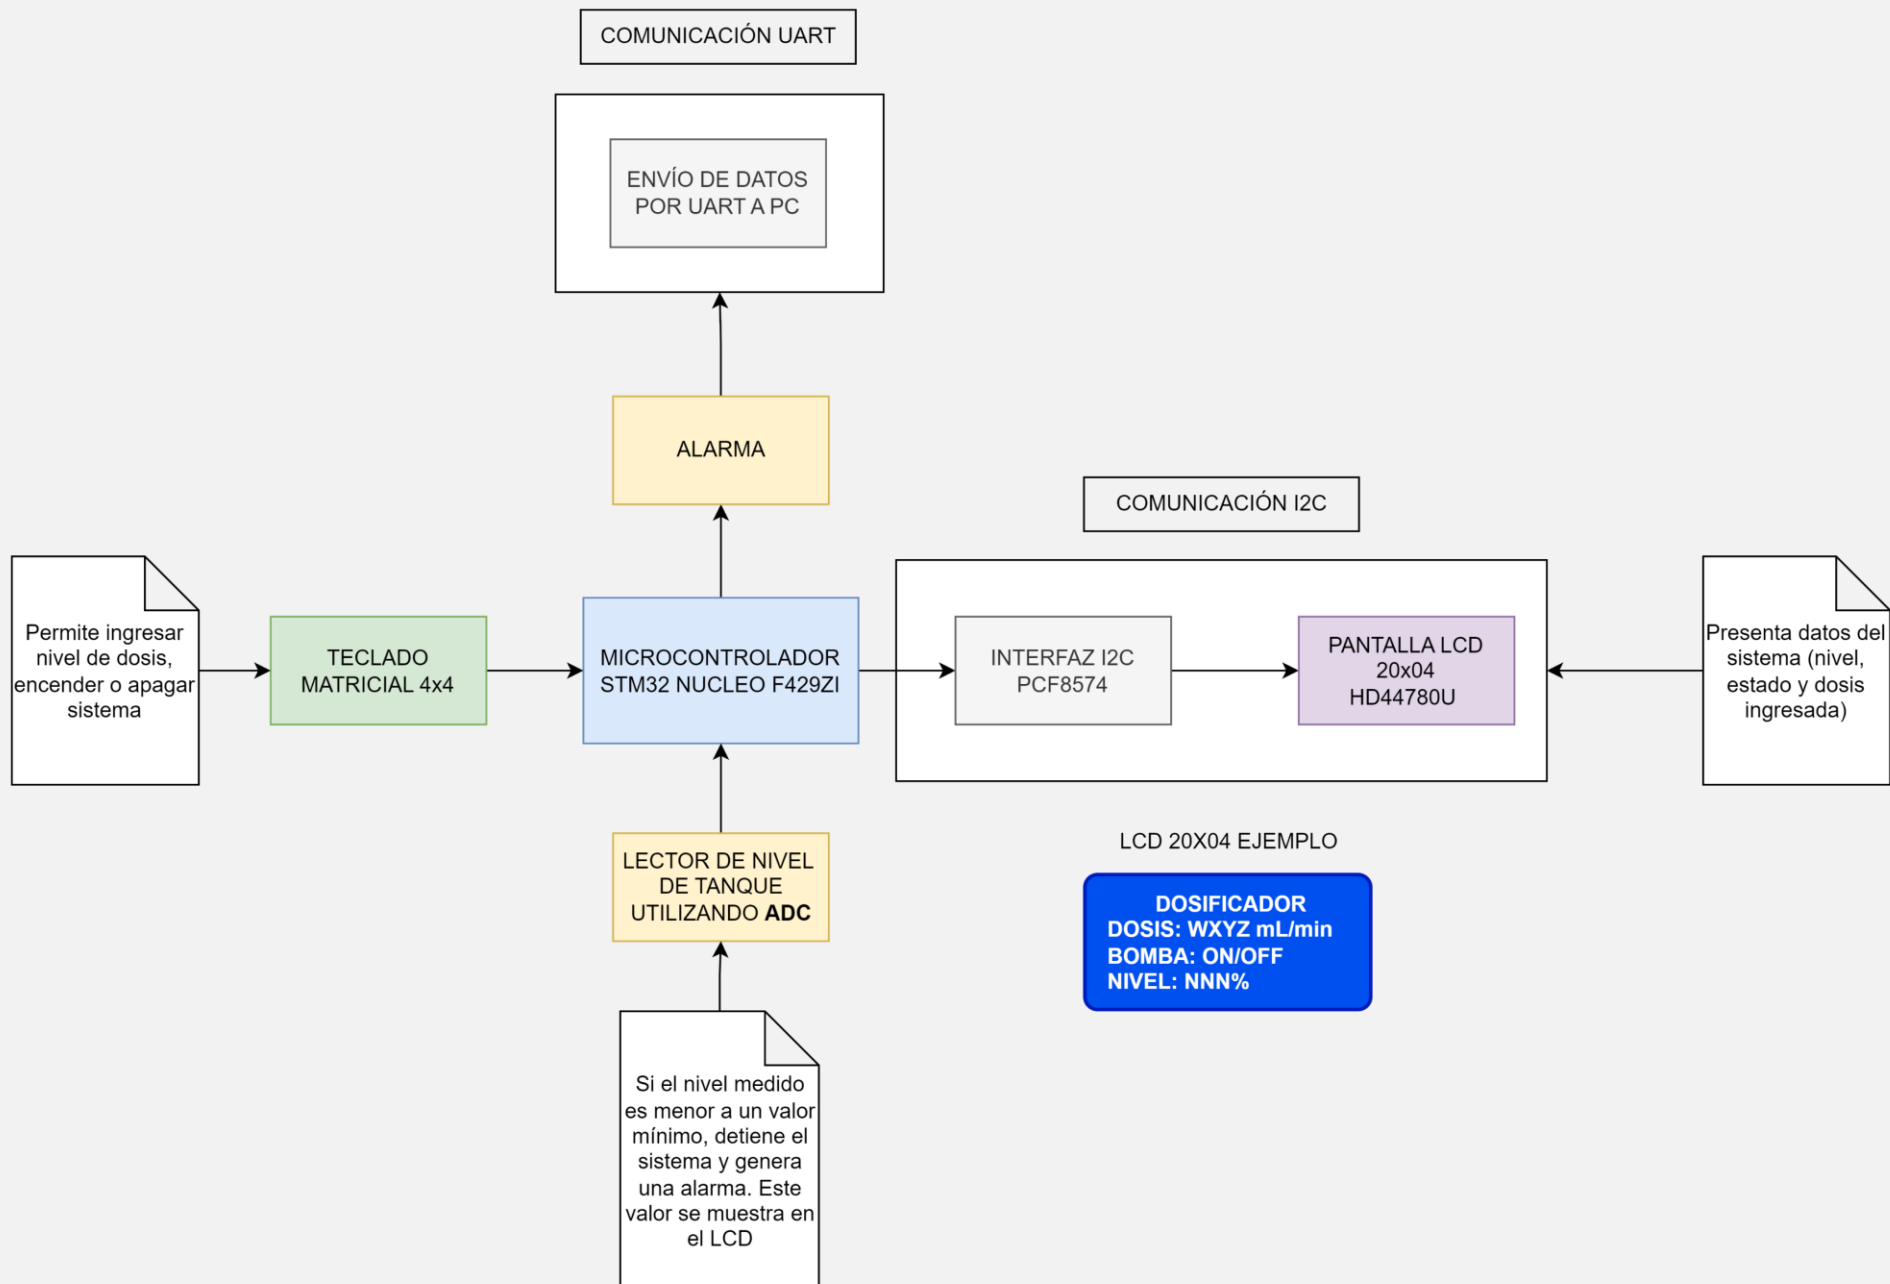 COMUNICACIÓN UART
ENVÍO DE DATOS
POR UART A PC
ALARMA
COMUNICACIÓN I2C
Permite ingresar
nivel de dosis,
encender o apagar
sistema
TECLADO
MATRICIAL 4x4
MICROCONTROLADOR
STM32 NUCLEO F429ZI
INTERFAZ I2C
PCF8574
PANTALLA LCD
20x04
HD44780U
Presenta datos del
sistema (nivel,
estado y dosis
ingresada)
LECTOR DE NIVEL
DE TANQUE
UTILIZANDO ADC
LCD 20X04 EJEMPLO
DOSIFICADOR
DOSIS: WXYZ mL/min
BOMBA: ON/OFF
NIVEL: NNN%
Si el nivel medido
es menor a un valor
mínimo, detiene el
sistema y genera
una alarma. Este
valor se muestra en
el LCD